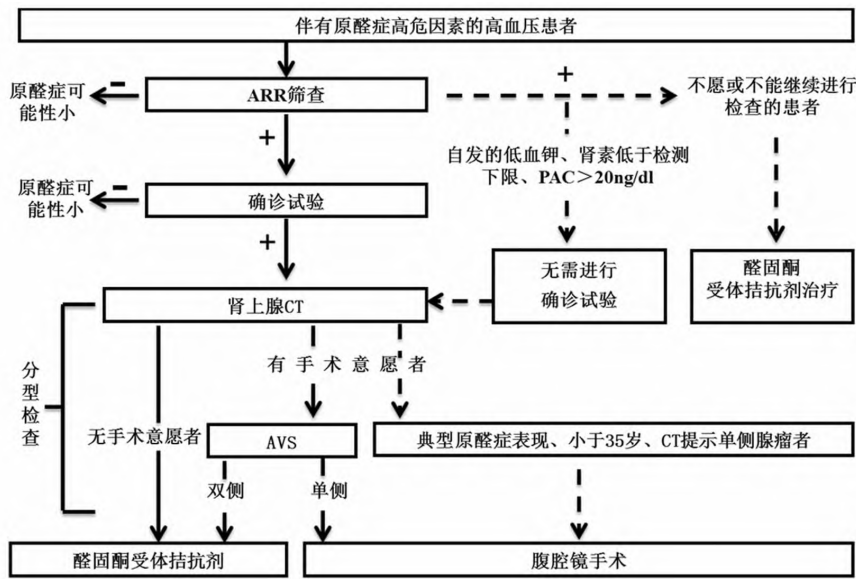 伴有原醛症高危因素的高血压患者
原醛症可
能性小
－
ARR筛查
＋
不愿或不能继续进行
检查的患者
＋
自发的低血钾、肾素低于检测
下限、PAC＞20ng/dl
原醛症可
能性小
－
确诊试验
＋
无需进行
确诊试验
醛固酮
受体拮抗剂治疗
肾上腺CT
分型检查
有手术意愿者
无手术意愿者
AVS
典型原醛症表现、小于35岁、CT提示单侧腺瘤者
双侧
单侧
醛固酮受体拮抗剂
腹腔镜手术